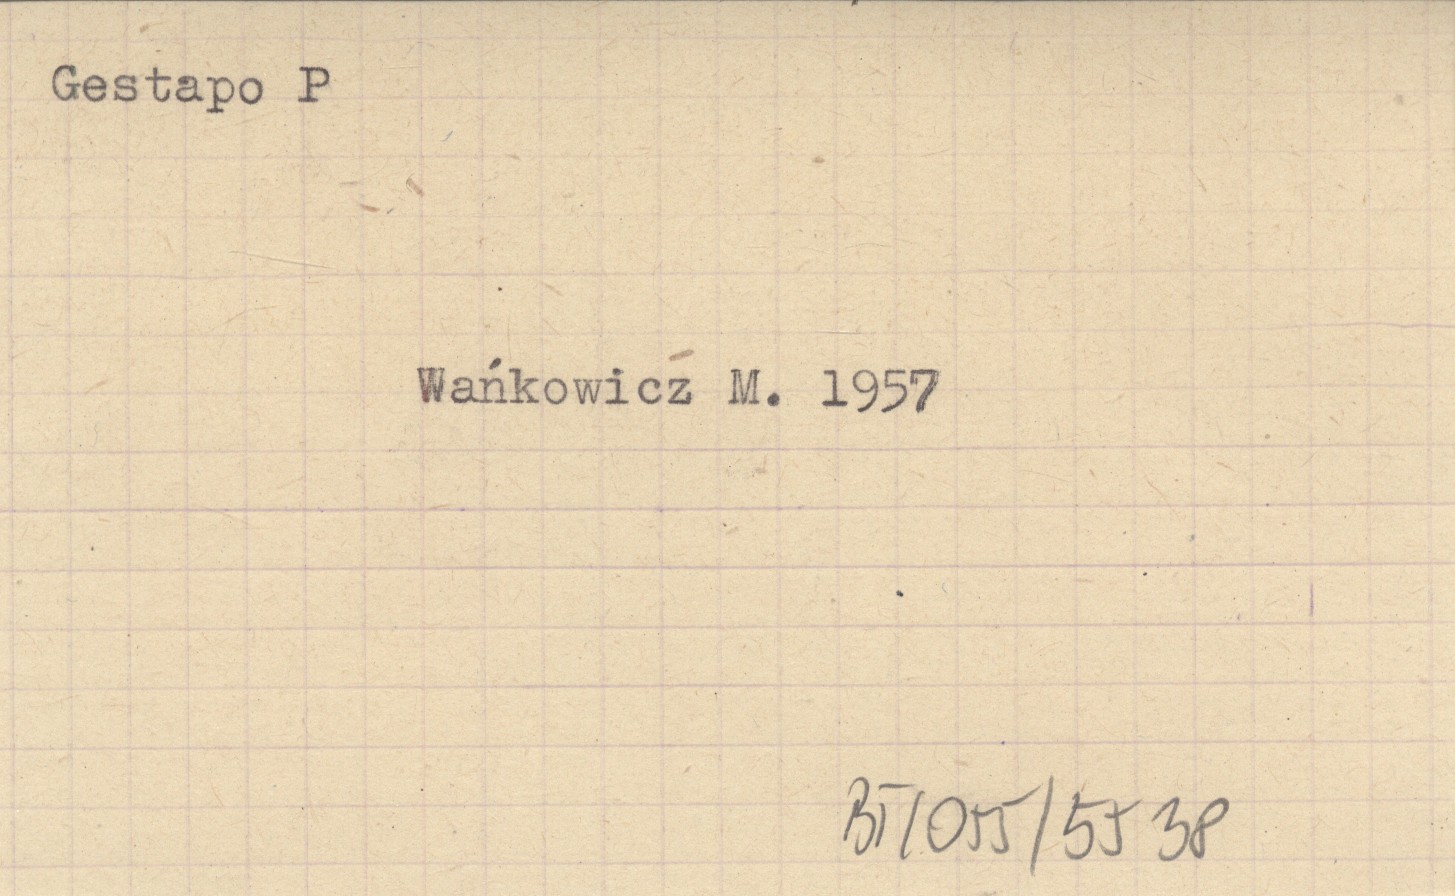 Gestapo P
Wańkowicz M. 1957
BT/055/5538